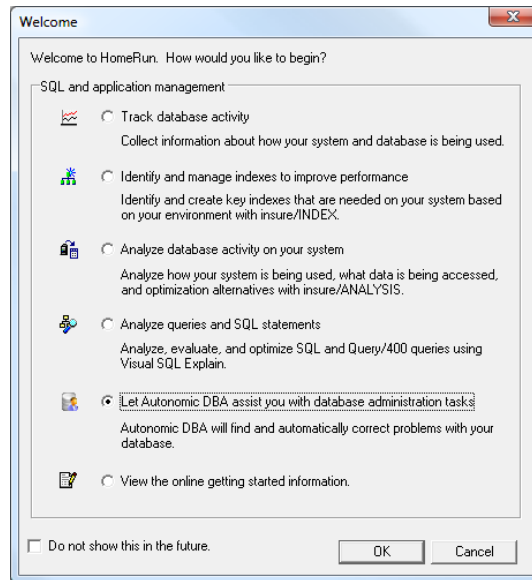 Welcome
Welcome to HomeRun. How would you like to begin?
SQL and application management
Track database activity
Collect information about how your system and database is being used.
Identify and manage indexes to improve performance
Identify and create key indexes that are needed on your system based
on your environment with insure/INDEX.
Analyze database activity on your system
Analyze how your system is being used, what data is being accessed,
and optimization alternatives with insure/ANALYSIS.
Analyze queries and SQL statements
Analyze, evaluate, and optimize SQL and Query/400 queries using
Visual SQL Explain.
Let Autonomic DBA assist you with database administration tasks
Autonomic DBA will find and automatically correct problems with your
database.
View the online getting started information.
Do not show this in the future.
OK
Cancel